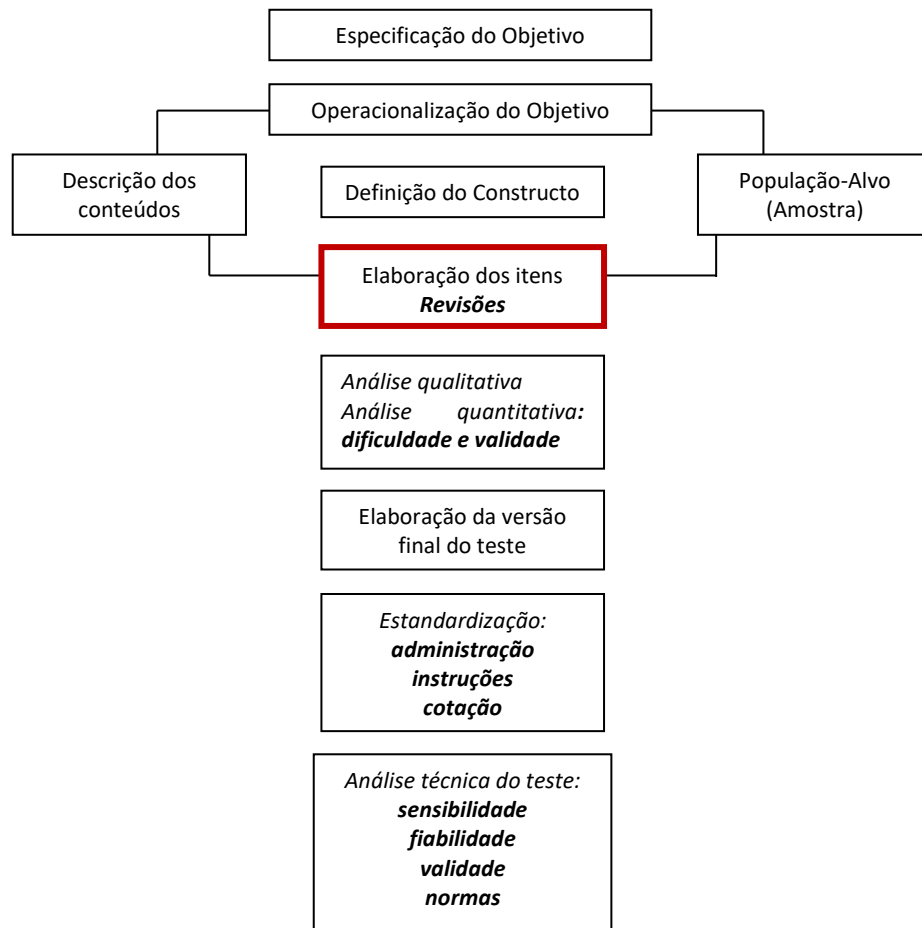 Especificação do Objetivo
Operacionalização do Objetivo
Descrição dos
conteúdos
Definição do Constructo
População-Alvo
(Amostra)
Elaboração dos itens
Revisões
Análise qualitativa
Análise quantitativa:
dificuldade e validade
Elaboração da versão
final do teste
Estandardização:
administração
instruções
cotação
Análise técnica do teste:
sensibilidade
fiabilidade
validade
normas